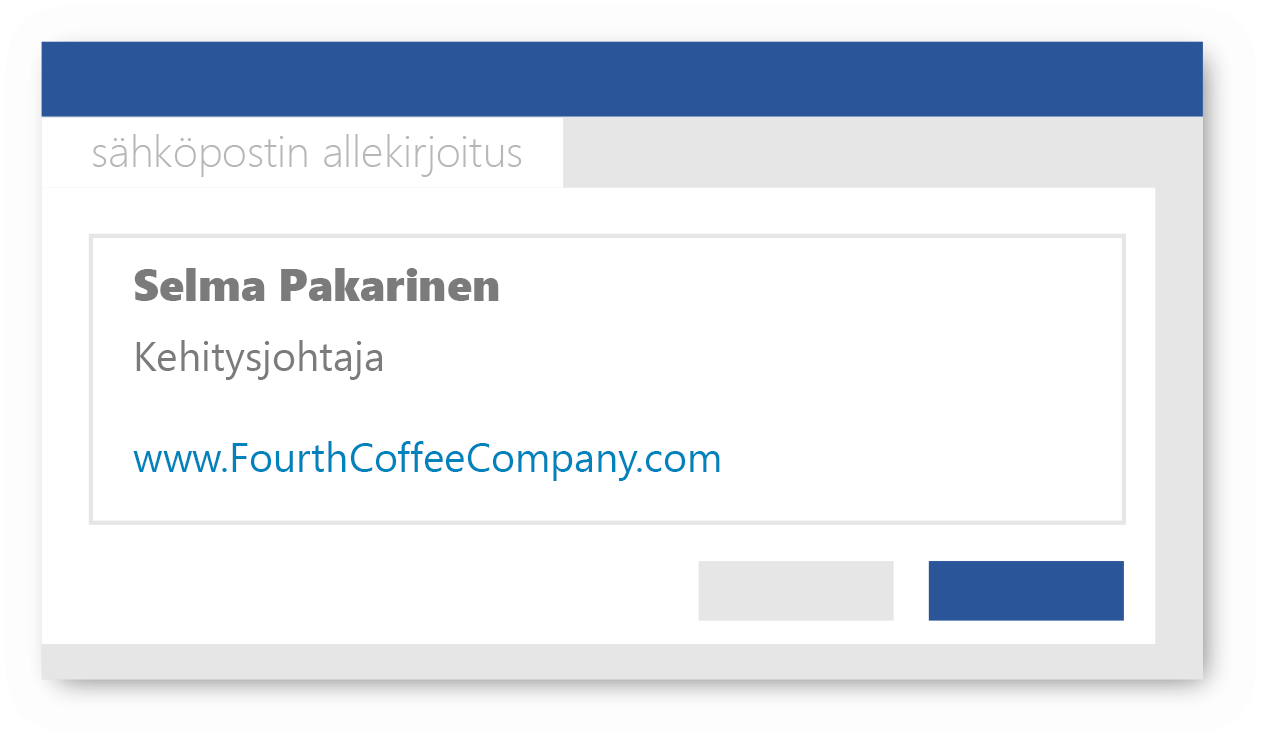 sähköpostin allekirjoitus
Selma Pakarinen
Kehitysjohtaja
www.FourthCoffeeCompany.com